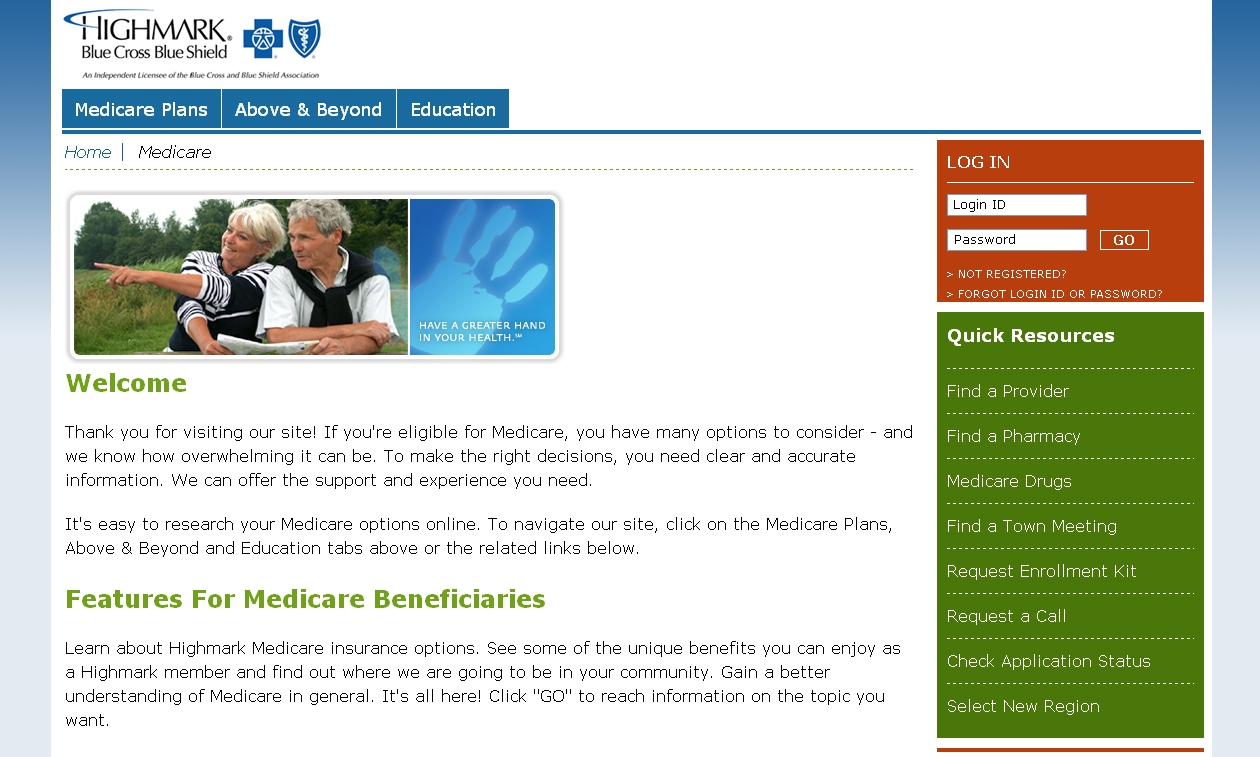 HIGHMARK®
Blue Cross Blue Shield
An Independent Licensee of the Blue Cross and Blue Shield Association
Medicare Plans
Above & Beyond
Education
Home
Medicare
HAVE A GREATER HAND
IN YOUR HEALTH.℠
Welcome
Thank you for visiting our site! If you're eligible for Medicare, you have many options to consider - and
we know how overwhelming it can be. To make the right decisions, you need clear and accurate
information. We can offer the support and experience you need.
It's easy to research your Medicare options online. To navigate our site, click on the Medicare Plans,
Above & Beyond and Education tabs above or the related links below.
Features For Medicare Beneficiaries
Learn about Highmark Medicare insurance options. See some of the unique benefits you can enjoy as
a Highmark member and find out where we are going to be in your community. Gain a better
understanding of Medicare in general. It's all here! Click "GO" to reach information on the topic you
want.
LOG IN
Login ID
Password
GO
> NOT REGISTERED?
> FORGOT LOGIN ID OR PASSWORD?
Quick Resources
Find a Provider
Find a Pharmacy
Medicare Drugs
Find a Town Meeting
Request Enrollment Kit
Request a Call
Check Application Status
Select New Region